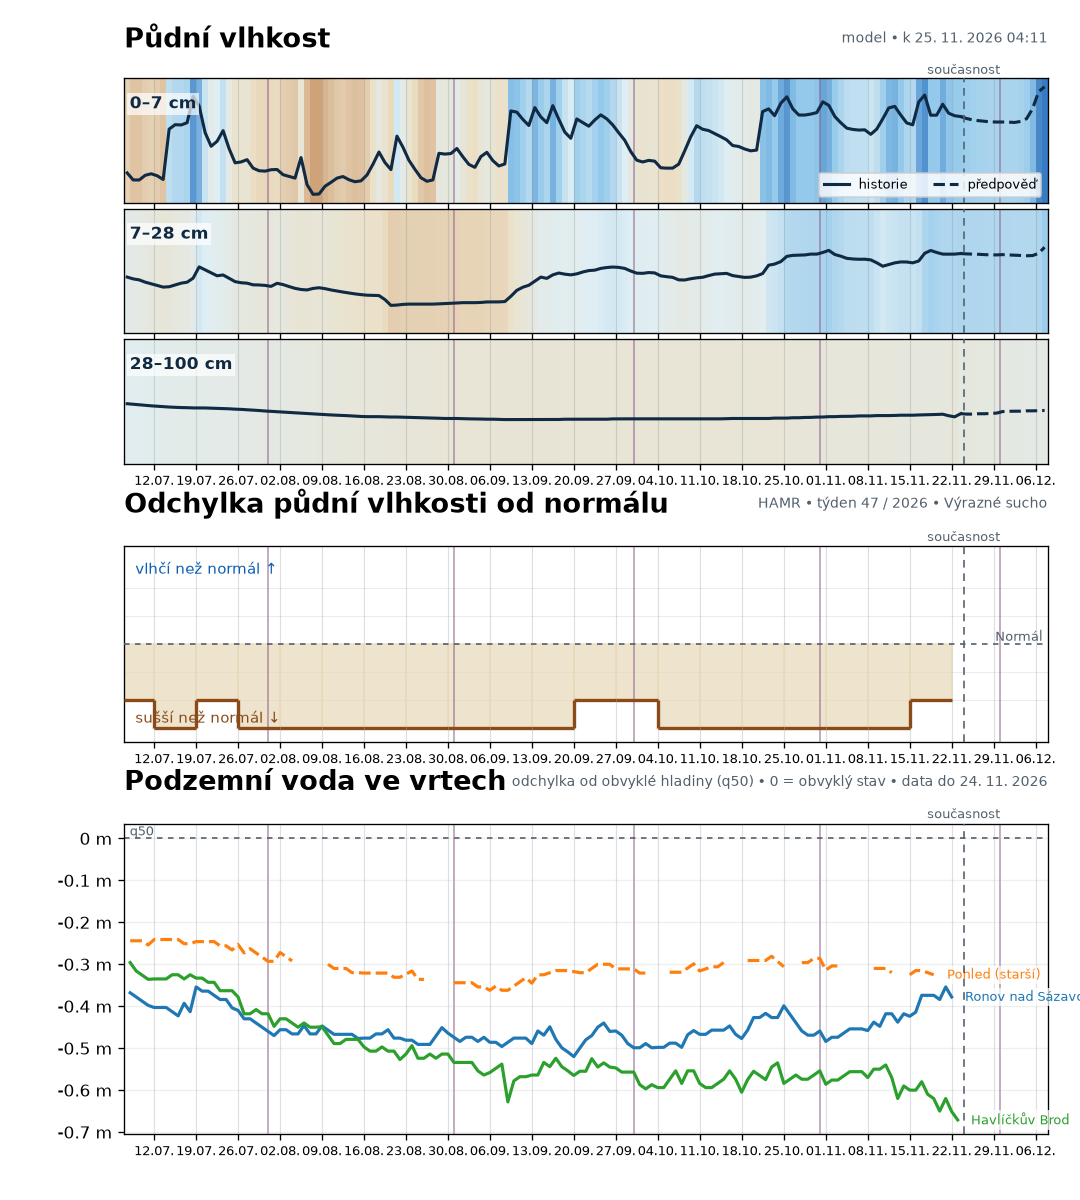 Půdní vlhkost
model • k 25. 11. 2026 04:11
současnost
0–7 cm
historie
předpověď
7–28 cm
28–100 cm
12.07. 19.07. 26.07. 02.08. 09.08. 16.08. 23.08. 30.08. 06.09. 13.09. 20.09. 27.09. 04.10. 11.10. 18.10. 25.10. 01.11. 08.11. 15.11. 22.11. 29.11. 06.12.
Odchylka půdní vlhkosti od normálu
HAMR • týden 47 / 2026 • Výrazné sucho
současnost
vlhčí než normál ↑
Normál
sušší než normál ↓
12.07. 19.07. 26.07. 02.08. 09.08. 16.08. 23.08. 30.08. 06.09. 13.09. 20.09. 27.09. 04.10. 11.10. 18.10. 25.10. 01.11. 08.11. 15.11. 22.11. 29.11. 06.12.
Podzemní voda ve vrtech
odchylka od obvyklé hladiny (q50) • 0 = obvyklý stav • data do 24. 11. 2026
současnost
q50
0 m
-0.1 m
-0.2 m
-0.3 m
Pohled (starší)
Ronov nad Sázavo
-0.4 m
-0.5 m
-0.6 m
Havlíčkův Brod
-0.7 m
12.07. 19.07. 26.07. 02.08. 09.08. 16.08. 23.08. 30.08. 06.09. 13.09. 20.09. 27.09. 04.10. 11.10. 18.10. 25.10. 01.11. 08.11. 15.11. 22.11. 29.11. 06.12.